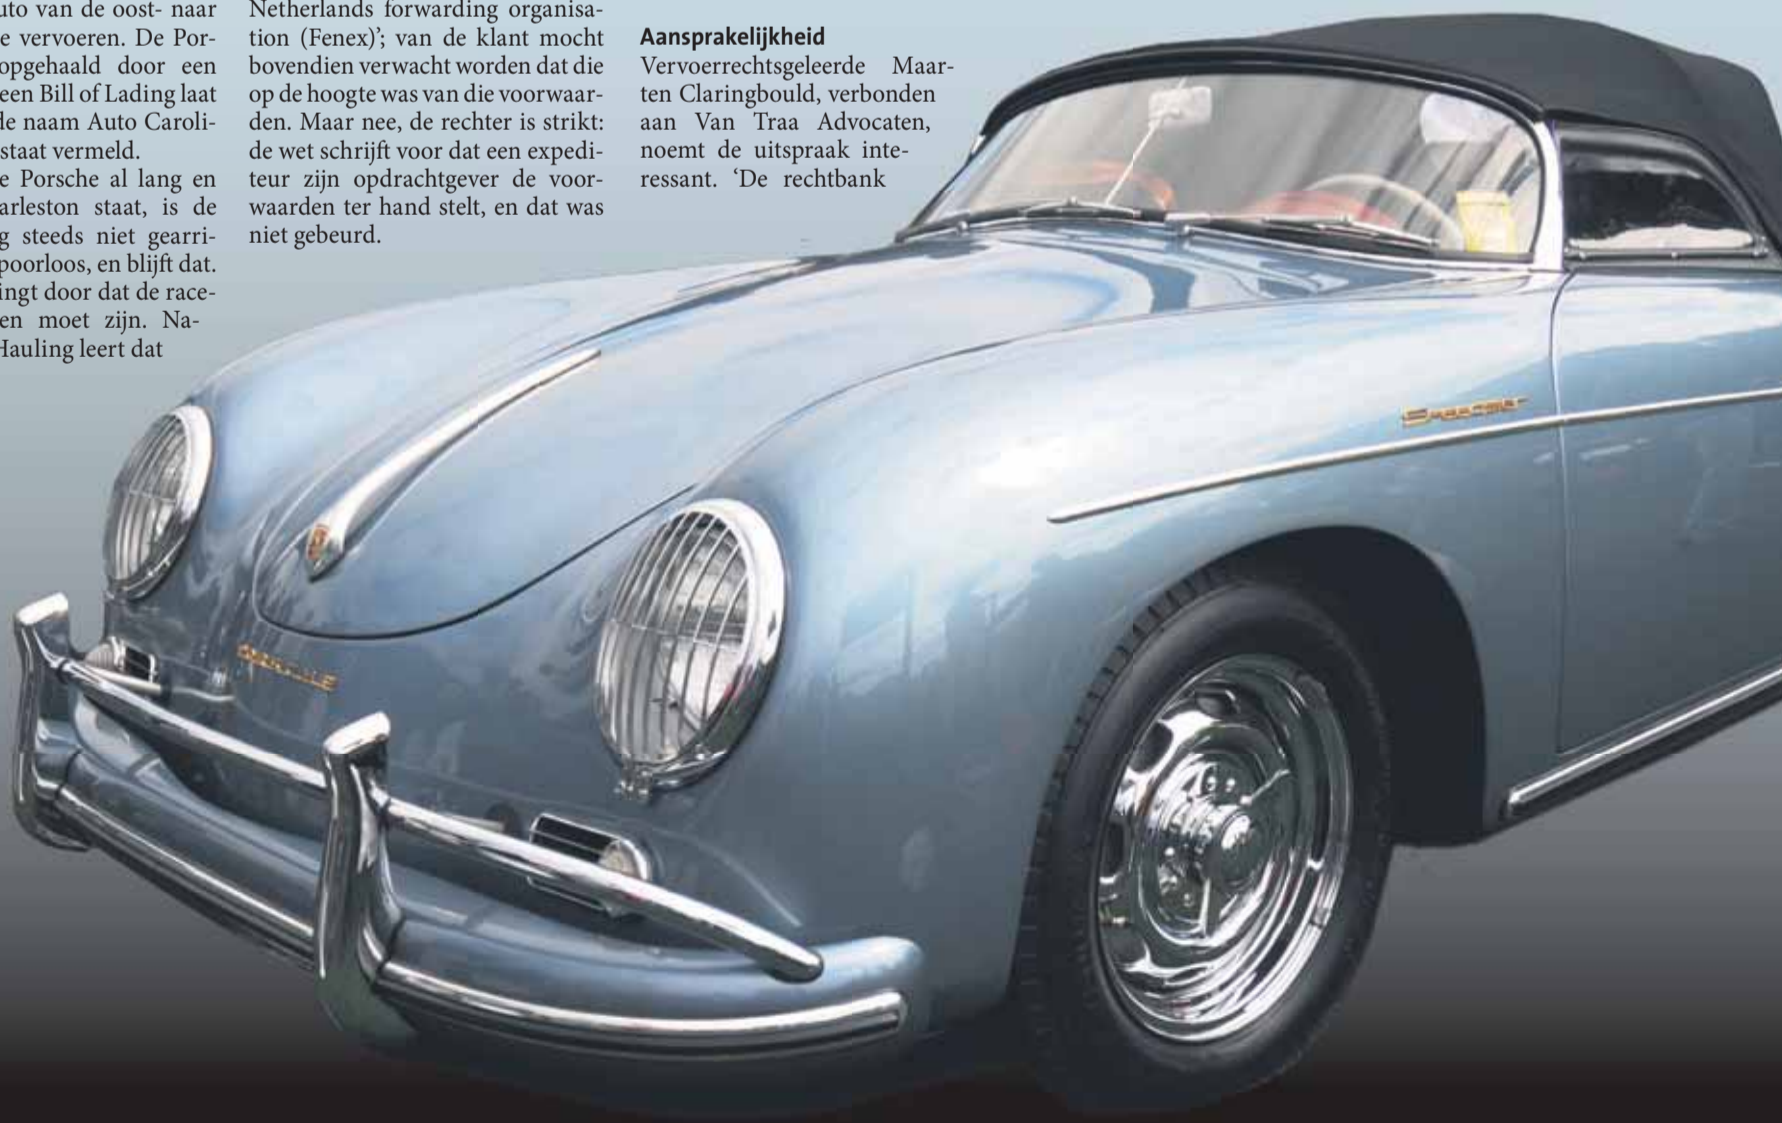 uto van de oost- naar
e vervoeren. De Por-
opgehaald door een
een Bill of Lading laat
de naam Auto Caroli-
staat vermeld.
e Porsche al lang en
arleston staat, is de
g steeds niet gearri-
poorloos, en blijft dat.
ingt door dat de race-
en moet zijn. Na-
Hauling leert dat
Netherlands forwarding organisa-
tion (Fenex)’; van de klant mocht
bovendien verwacht worden dat die
op de hoogte was van die voorwaar-
den. Maar nee, de rechter is strikt:
de wet schrijft voor dat een expedi-
teur zijn opdrachtgever de voor-
waarden ter hand stelt, en dat was
niet gebeurd.
Aansprakelijkheid
Vervoerrechtsgeleerde Maar-
ten Claringbould, verbonden
aan Van Traa Advocaten,
noemt de uitspraak inte-
ressant. ‘De rechtbank
Speedster
PORSCHE